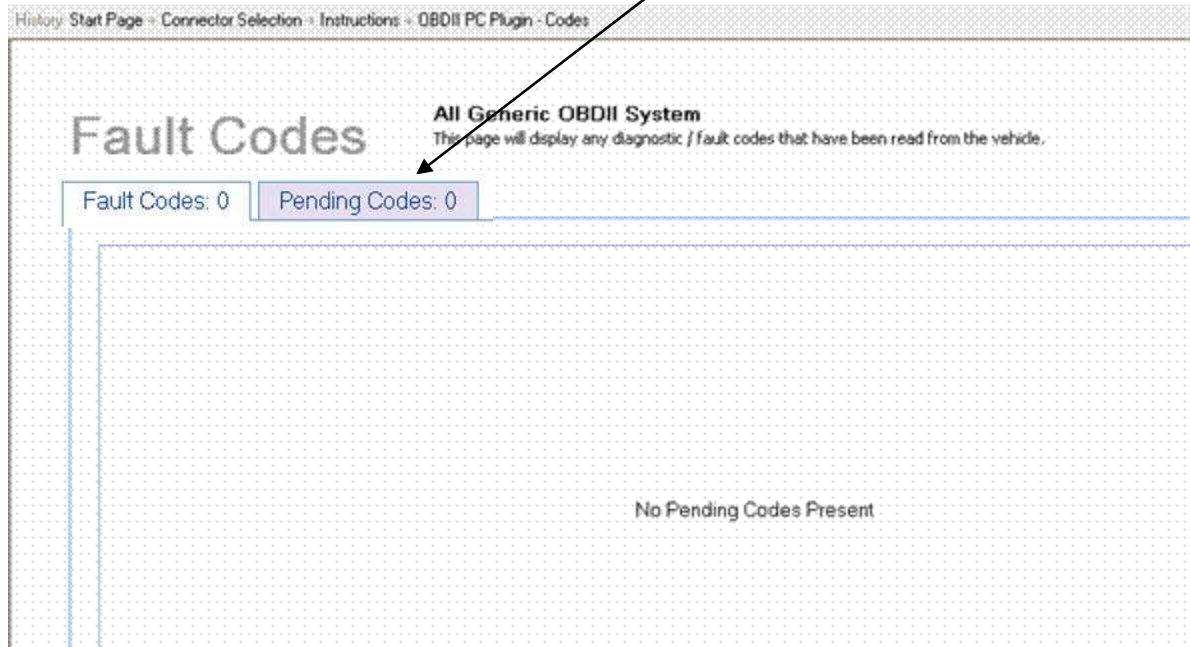 History Start Page - Connector Selection - Instructions - OBDII PC Plugin - Codes
Fault Codes
All Generic OBDII System
This page will display any diagnostic / fault codes that have been read from the vehicle.
Fault Codes: 0
Pending Codes: 0
No Pending Codes Present